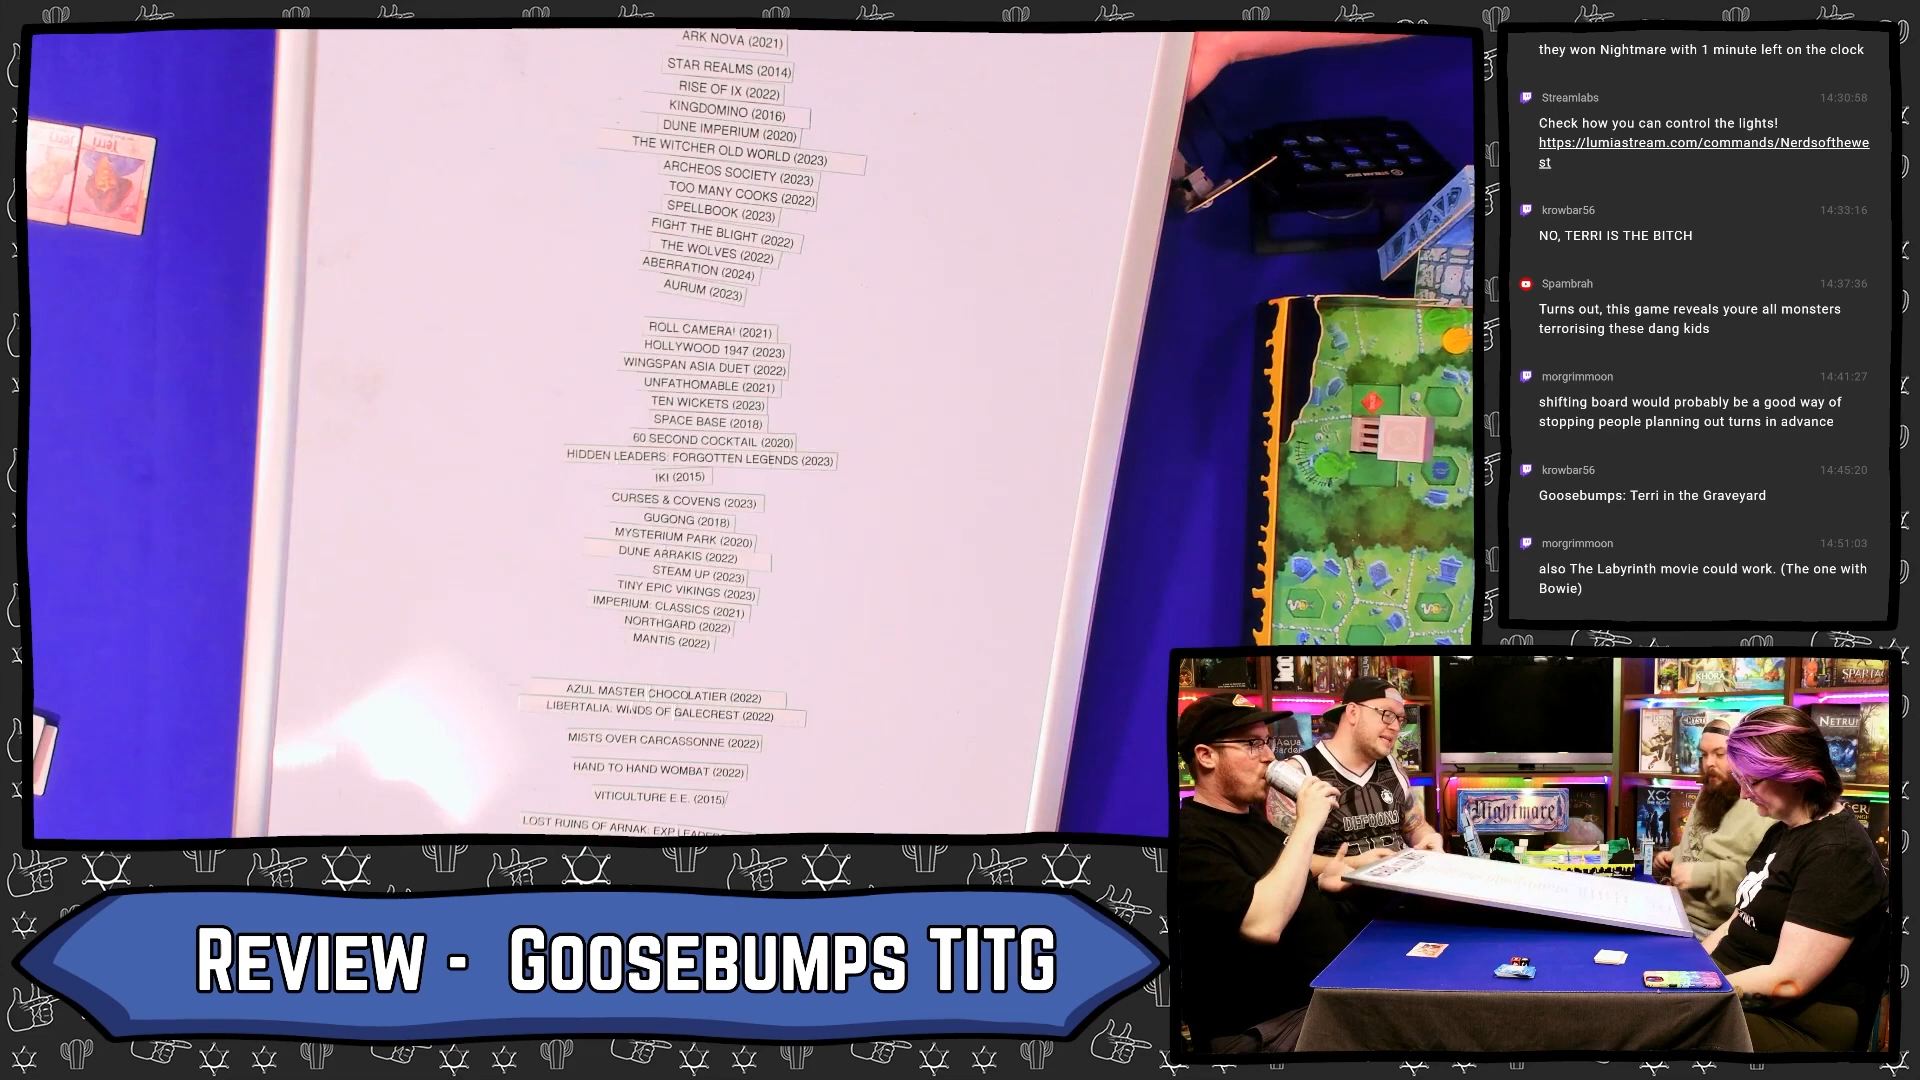 ARK NOVA (2021)
STAR REALMS (2014)
RISE OF IX (2022)
KINGDOMINO (2016)
DUNE IMPERIUM (2020)
THE WITCHER OLD WORLD (2023)
ARCHEOS SOCIETY (2023)
TOO MANY COOKS (2022)
SPELLBOOK (2023)
FIGHT THE BLIGHT (2022)
THE WOLVES (2022)
ABERRATION (2024)
AURUM (2023)
ROLL CAMERA! (2021)
HOLLYWOOD 1947 (2023)
WINGSPAN ASIA DUET (2022)
UNFATHOMABLE (2021)
TEN WICKETS (2023)
SPACE BASE (2018)
60 SECOND COCKTAIL (2020)
HIDDEN LEADERS: FORGOTTEN LEGENDS (2023)
IKI (2015)
CURSES & COVENS (2023)
GUGONG (2018)
MYSTERIUM PARK (2020)
DUNE ARRAKIS (2022)
STEAM UP (2023)
TINY EPIC VIKINGS (2023)
IMPERIUM: CLASSICS (2021)
NORTHGARD (2022)
MANTIS (2022)
AZUL MASTER CHOCOLATIER (2022)
LIBERTALIA: WINDS OF GALECREST (2022)
MISTS OVER CARCASSONNE (2022)
HAND TO HAND WOMBAT (2022)
VITICULTURE E.E. (2015)
LOST RUINS OF ARNAK: EXP LEADER
Terri
they won Nightmare with 1 minute left on the clock
Streamlabs 14:30:58
Check how you can control the lights!
https://lumiastream.com/commands/Nerdsofthewe
st
krowbar56 14:33:16
NO, TERRI IS THE BITCH
Spambrah 14:37:36
Turns out, this game reveals youre all monsters
terrorising these dang kids
morgrimmoon 14:41:27
shifting board would probably be a good way of
stopping people planning out turns in advance
krowbar56 14:45:20
Goosebumps: Terri in the Graveyard
morgrimmoon 14:51:03
also The Labyrinth movie could work. (The one with
Bowie)
KHORA
SPARTA
NETRU
Aqua
Garden
Nightmare
XCO
DEFQON
REVIEW - GOOSEBUMPS TITG